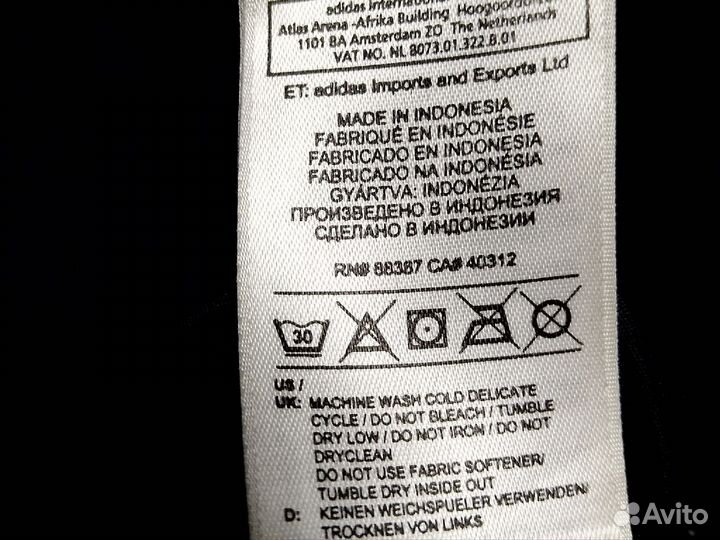 adidas International
Atlas Arena -Afrika Building Hoogoorddreef
1101 BA Amsterdam ZO The Netherlands
VAT NO. NL 8073.01.322.B.01
ET: adidas Imports and Exports Ltd
MADE IN INDONESIA
FABRIQUÉ EN INDONÉSIE
FABRICADO EN INDONESIA
FABRICADO NA INDONÉSIA
GYÁRTVA: INDONÉZIA
ПРОИЗВЕДЕНО В ИНДОНЕЗИЯ
СДЕЛАНО В ИНДОНЕЗИИ
RN# 88387 CA# 40312
30
US /
UK: MACHINE WASH COLD DELICATE
CYCLE / DO NOT BLEACH / TUMBLE
DRY LOW / DO NOT IRON / DO NOT
DRYCLEAN
DO NOT USE FABRIC SOFTENER/
TUMBLE DRY INSIDE OUT
D: KEINEN WEICHSPUELER VERWENDEN/
TROCKNEN VON LINKS
Avito